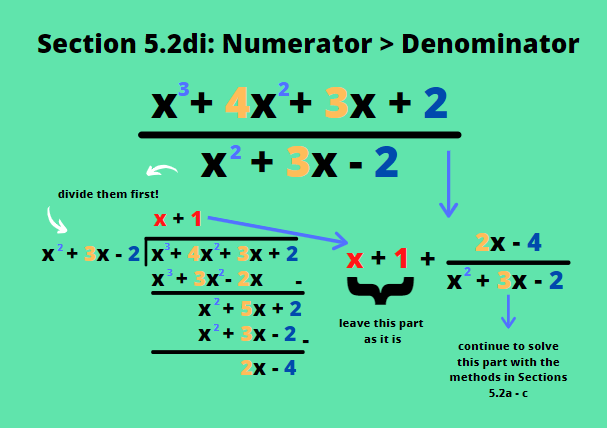 Section 5.2di: Numerator > Denominator
x³ + 4x² + 3x + 2
x² + 3x - 2
divide them first!
x + 1
x² + 3x - 2 x³ + 4x² + 3x + 2
x³ + 3x² - 2x -
x² + 5x + 2
x² + 3x - 2 -
2x - 4
x + 1 +
2x - 4
x² + 3x - 2
leave this part
as it is
continue to solve
this part with the
methods in Sections
5.2a - c